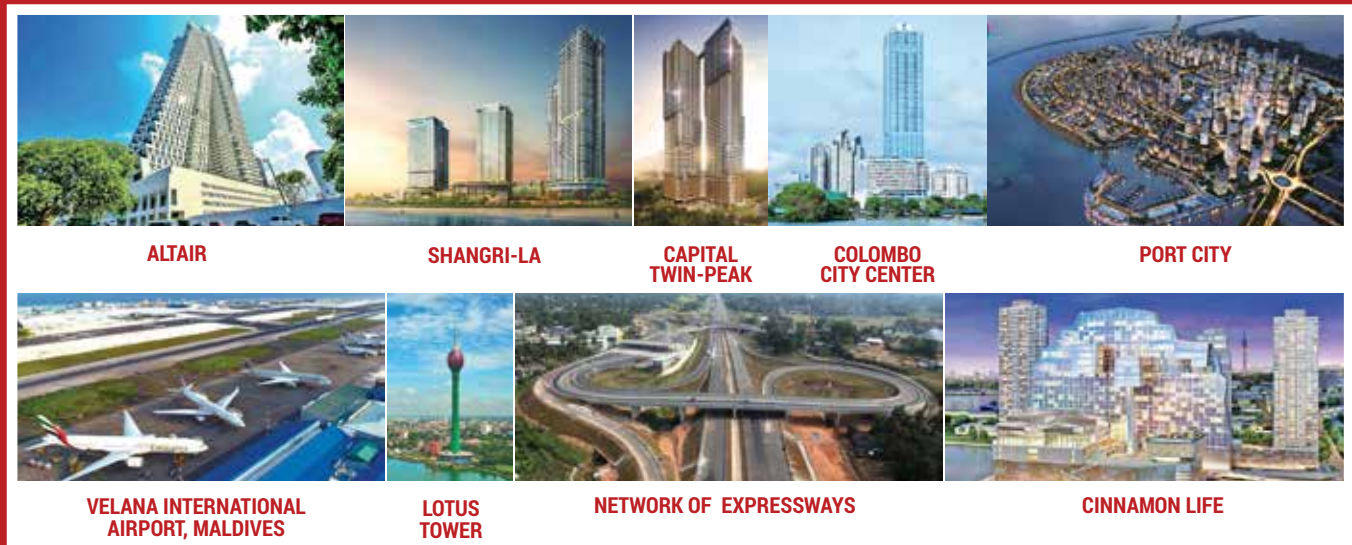 ALTAIR
SHANGRI-LA
CAPITAL
TWIN-PEAK
COLOMBO
CITY CENTER
PORT CITY
VELANA INTERNATIONAL
AIRPORT, MALDIVES
LOTUS
TOWER
NETWORK OF EXPRESSWAYS
CINNAMON LIFE